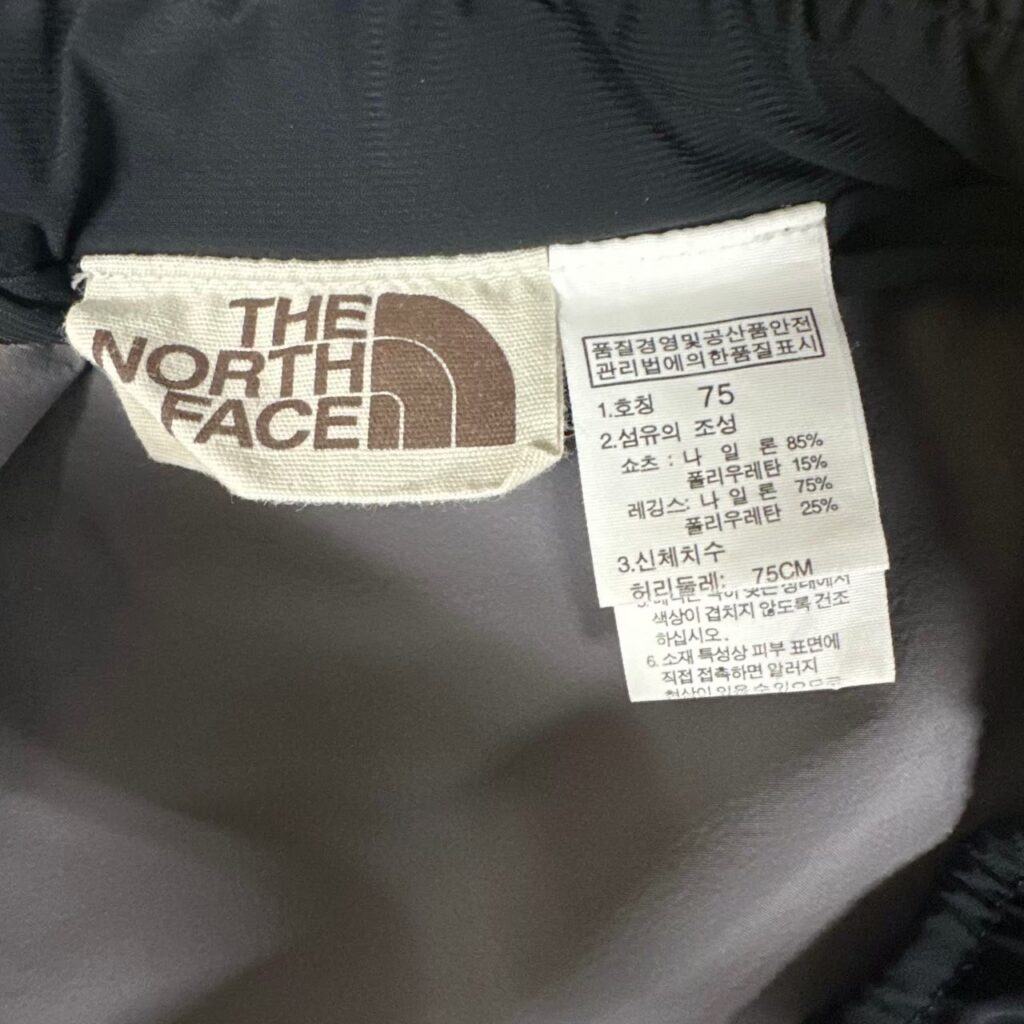 THE
NORTH
FACE
품질경영및공산품안전
관리법에의한품질표시
1.호칭 75
2.섬유의 조성
쇼츠 : 나 일 론 85%
폴리우레탄 15%
레깅스: 나 일 론 75%
폴리우레탄 25%
3.신체치수
허리둘레: 75CM
색상이 겹치지 않도록 건조
하십시오.
6. 소재 특성상 피부 표면에
직접 접촉하면 알러지